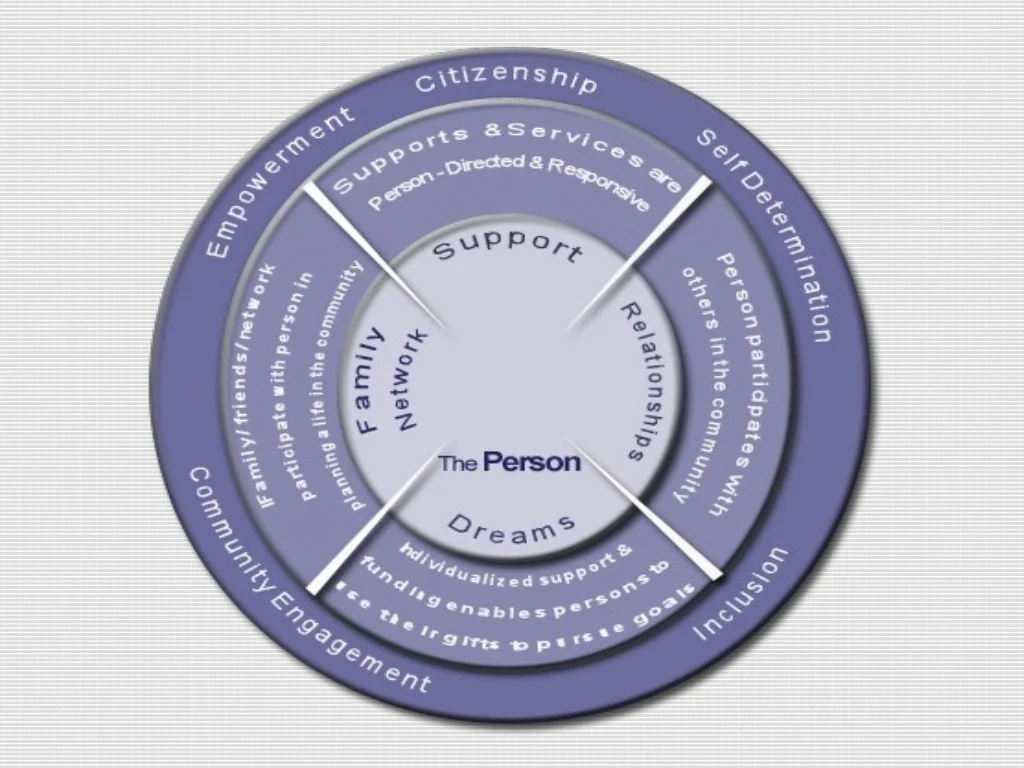 Citizenship
Empowerment
Self Determination
Community Engagement
Inclusion
Supports & Services are
Person - Directed & Responsive
Person participates with
others in the community
Family / friends / network
participate with person in
planning a life in the community
Individualized support &
funding enables persons to
use their gifts to pursue goals
Support
Family
Network
Relationships
The Person
Dreams